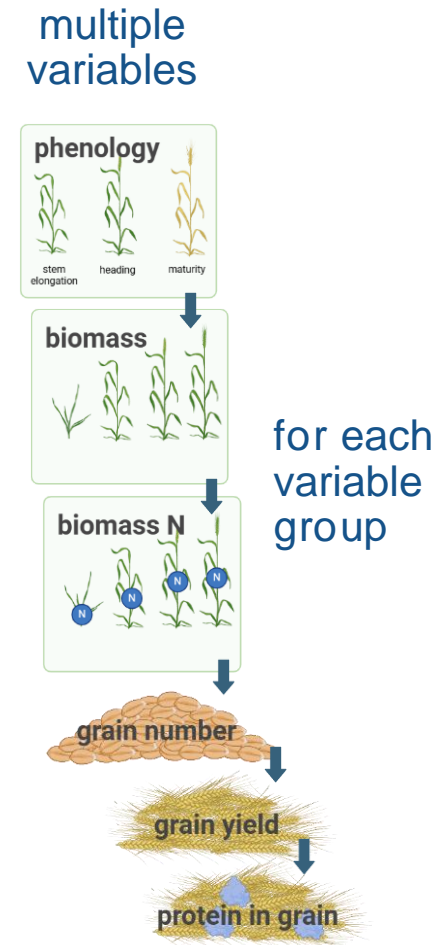 multiple
variables
phenology
stem
elongation
heading
maturity
biomass
for each
variable
group
biomass N
N
N
N
N
grain number
grain yield
protein in grain